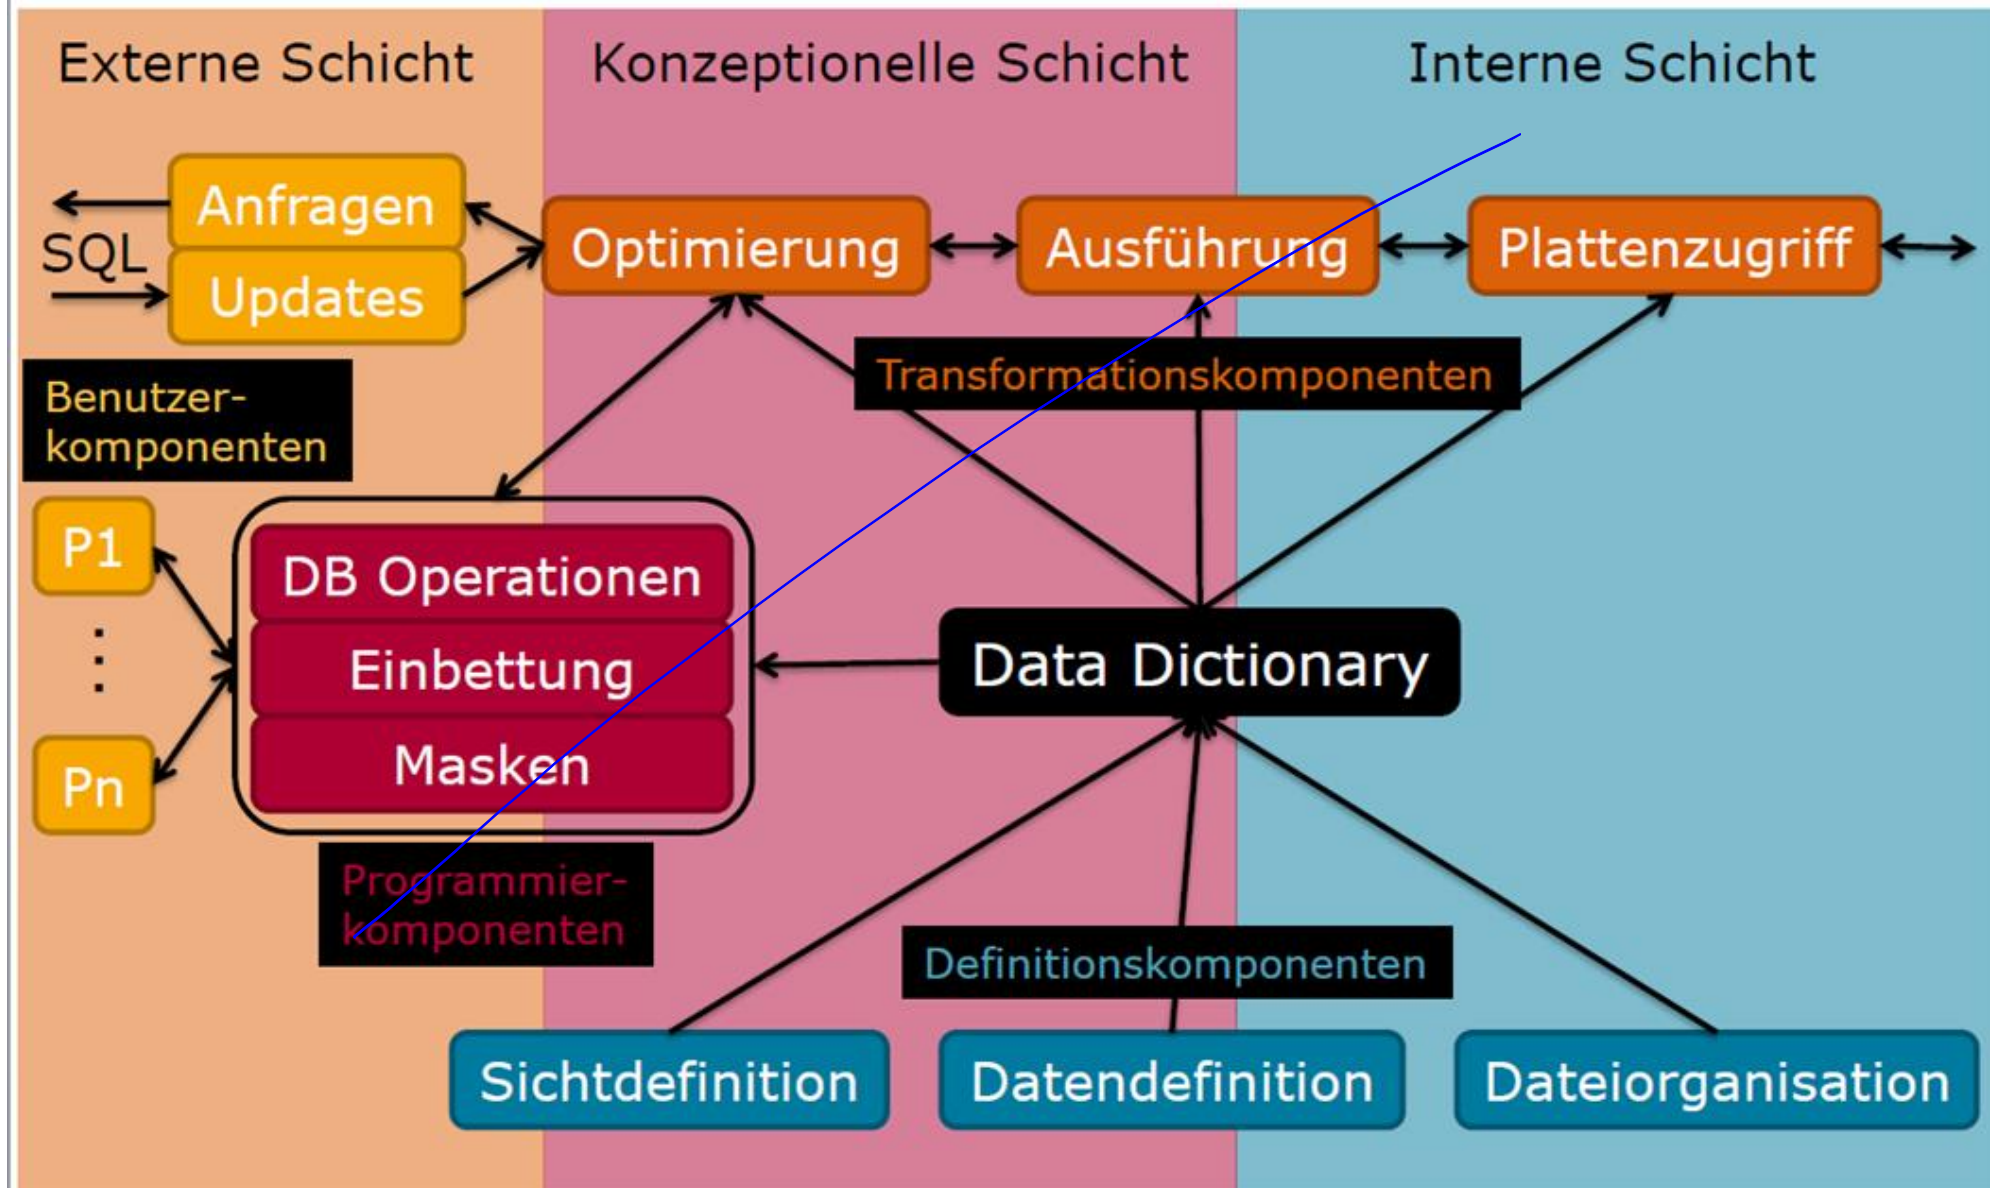 Externe Schicht
Konzeptionelle Schicht
Interne Schicht
Anfragen
SQL
Updates
Optimierung
Ausführung
Plattenzugriff
Transformationskomponenten
Benutzer-
komponenten
P1
⋮
Pn
DB Operationen
Einbettung
Masken
Data Dictionary
Programmier-
komponenten
Definitionskomponenten
Sichtdefinition
Datendefinition
Dateiorganisation